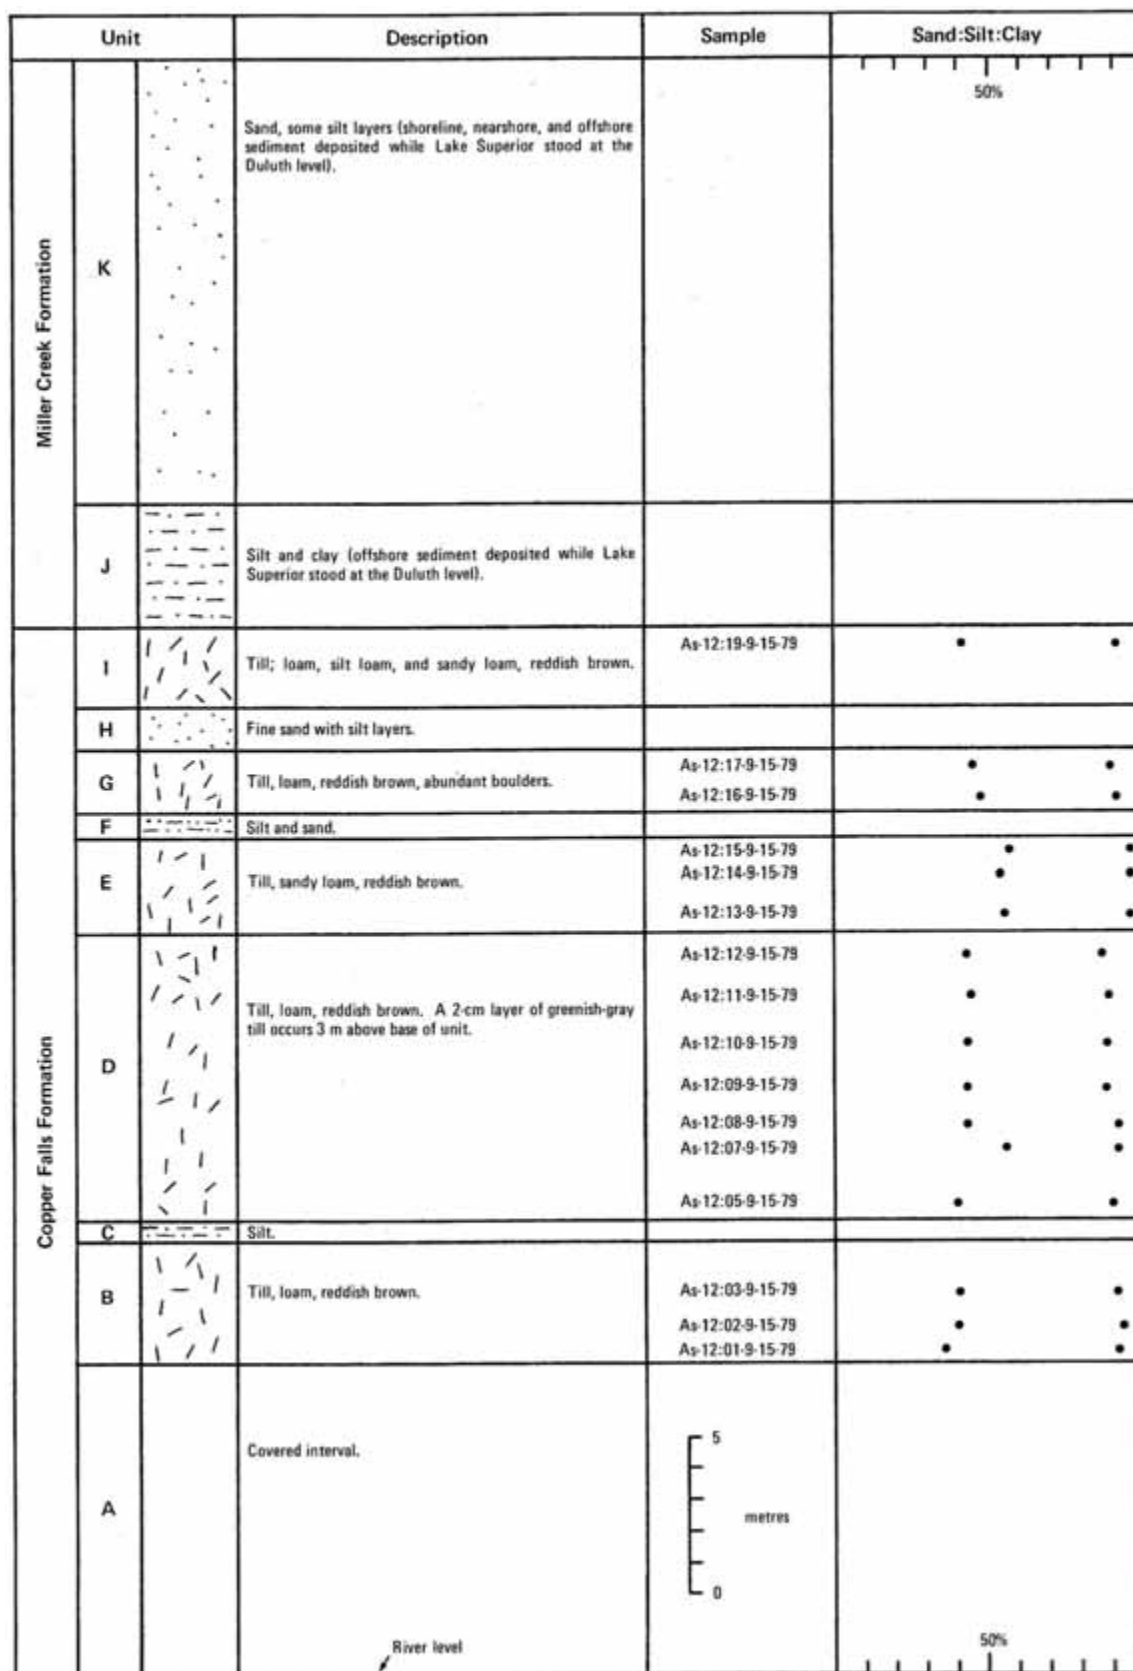 Unit Description Sample Sand:Silt:Clay
50%
Miller Creek Formation
K
Sand, some silt layers (shoreline, nearshore, and offshore
sediment deposited while Lake Superior stood at the
Duluth level).
J
Silt and clay (offshore sediment deposited while Lake
Superior stood at the Duluth level).
Copper Falls Formation
I
Till; loam, silt loam, and sandy loam, reddish brown.
As-12:19-9-15-79
H
Fine sand with silt layers.
G
Till, loam, reddish brown, abundant boulders.
As-12:17-9-15-79
As-12:16-9-15-79
F
Silt and sand.
E
Till, sandy loam, reddish brown.
As-12:15-9-15-79
As-12:14-9-15-79
As-12:13-9-15-79
D
Till, loam, reddish brown. A 2-cm layer of greenish-gray
till occurs 3 m above base of unit.
As-12:12-9-15-79
As-12:11-9-15-79
As-12:10-9-15-79
As-12:09-9-15-79
As-12:08-9-15-79
As-12:07-9-15-79
As-12:05-9-15-79
C
Silt.
B
Till, loam, reddish brown.
As-12:03-9-15-79
As-12:02-9-15-79
As-12:01-9-15-79
A
Covered interval.
5
metres
0
River level
50%